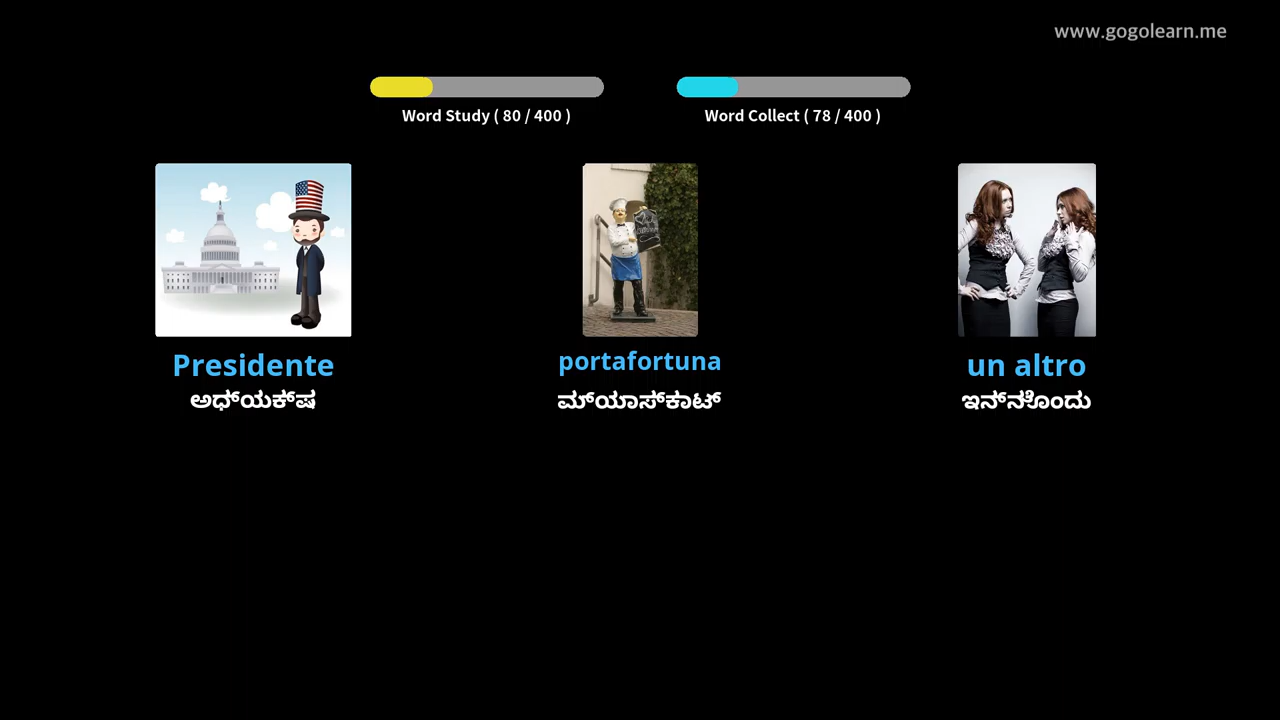 www.gogolearn.me
Word Study ( 80 / 400 )
Word Collect ( 78 / 400 )
Presidente
ಅಧ್‌ಯಕ್‌ಷ
portafortuna
ಮ್‌ಯಾಸ್‌ಕಾಟ್
un altro
ಇನ್‌ನೊಂದು